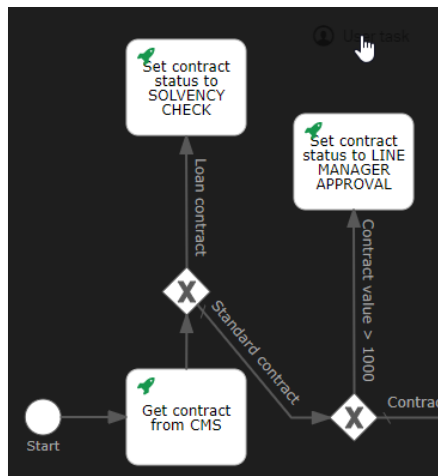 User task
Set contract
status to
SOLVENCY
CHECK
Set contract
status to LINE
MANAGER
APPROVAL
Loan contract
Contract value > 1000
Standard contract
Get contract
from CMS
Start
Contrac